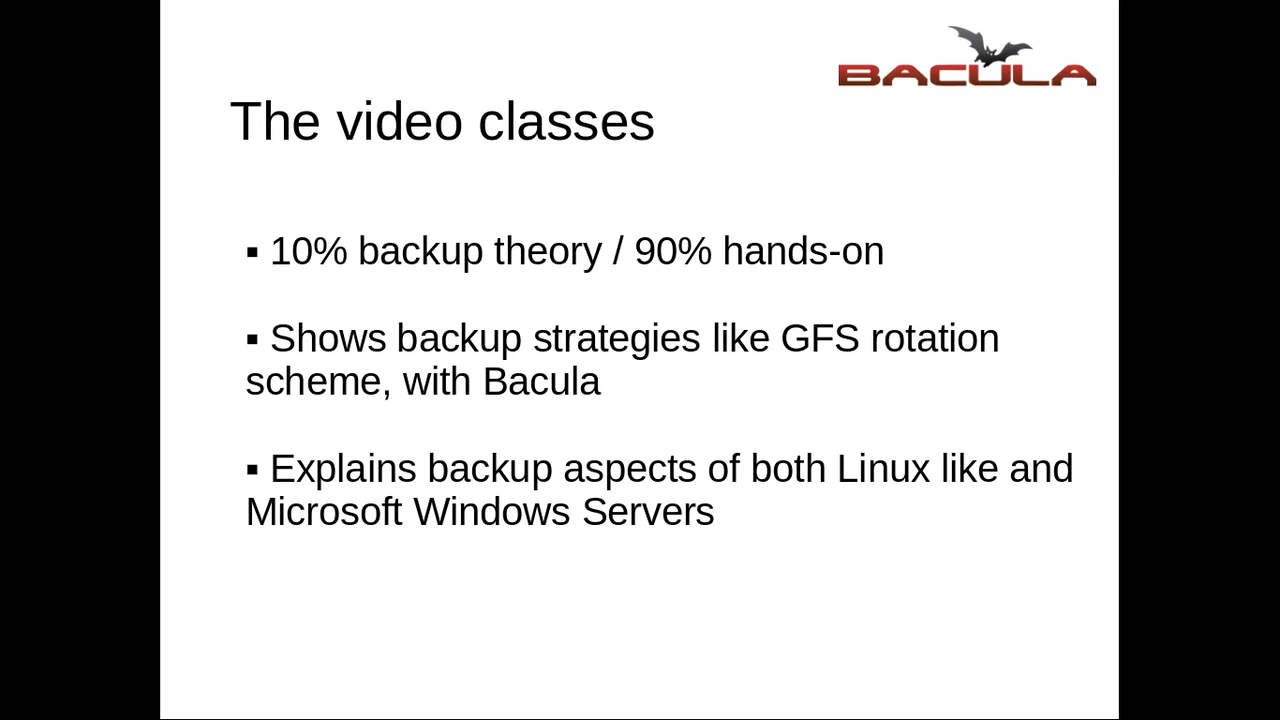 BACULA
The video classes
▪ 10% backup theory / 90% hands-on
▪ Shows backup strategies like GFS rotation
scheme, with Bacula
▪ Explains backup aspects of both Linux like and
Microsoft Windows Servers